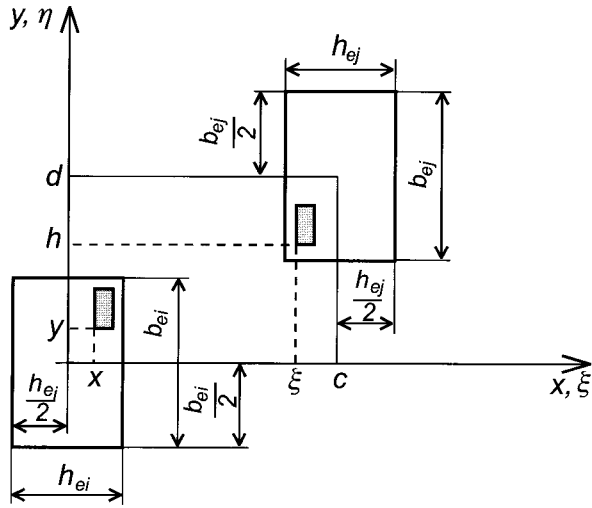 y, η
h_ej
b_ej/2
b_ej
d
h
h_ej/2
y
b_ei
x
ξ
c
x, ξ
h_ei/2
b_ei/2
h_ei